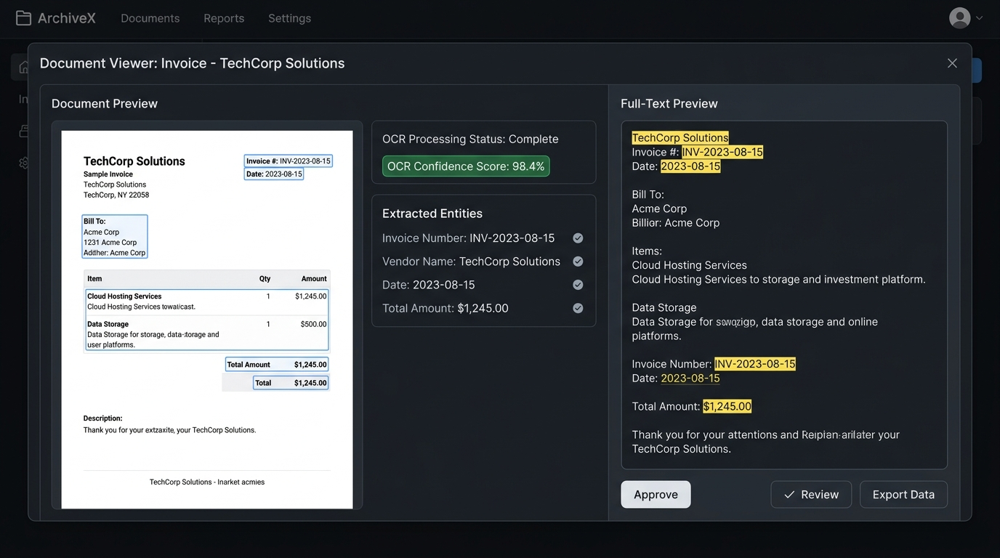 ArchiveX
Documents
Reports
Settings
In
Document Viewer: Invoice - TechCorp Solutions
Document Preview
TechCorp Solutions
Sample Invoice
TechCorp Solutions
TechCorp, NY 22058
Invoice #: INV-2023-08-15
Date: 2023-08-15
Bill To:
Acme Corp
1231 Acme Corp
Addher: Acme Corp
Item Qty Amount
Cloud Hosting Services 1 $1,245.00
Cloud Hosting Services
Data Storage 1 $500.00
Data Storage for storage, data-storage and
user platforms.
Total Amount $1,245.00
Total $1,245.00
Description:
Thank you for your extzaxite, your TechCorp Solutions.
TechCorp Solutions - Inarket acmies
OCR Processing Status: Complete
OCR Confidence Score: 98.4%
Extracted Entities
Invoice Number: INV-2023-08-15
Vendor Name: TechCorp Solutions
Date: 2023-08-15
Total Amount: $1,245.00
Full-Text Preview
TechCorp Solutions
Invoice #: INV-2023-08-15
Date: 2023-08-15
Bill To:
Acme Corp
Billior: Acme Corp
Items:
Cloud Hosting Services
Cloud Hosting Services to storage and investment platform.
Data Storage
Data Storage for data storage and online
platforms.
Invoice Number: INV-2023-08-15
Date: 2023-08-15
Total Amount: $1,245.00
Thank you for your attentions and your
TechCorp Solutions.
Approve
Review
Export Data